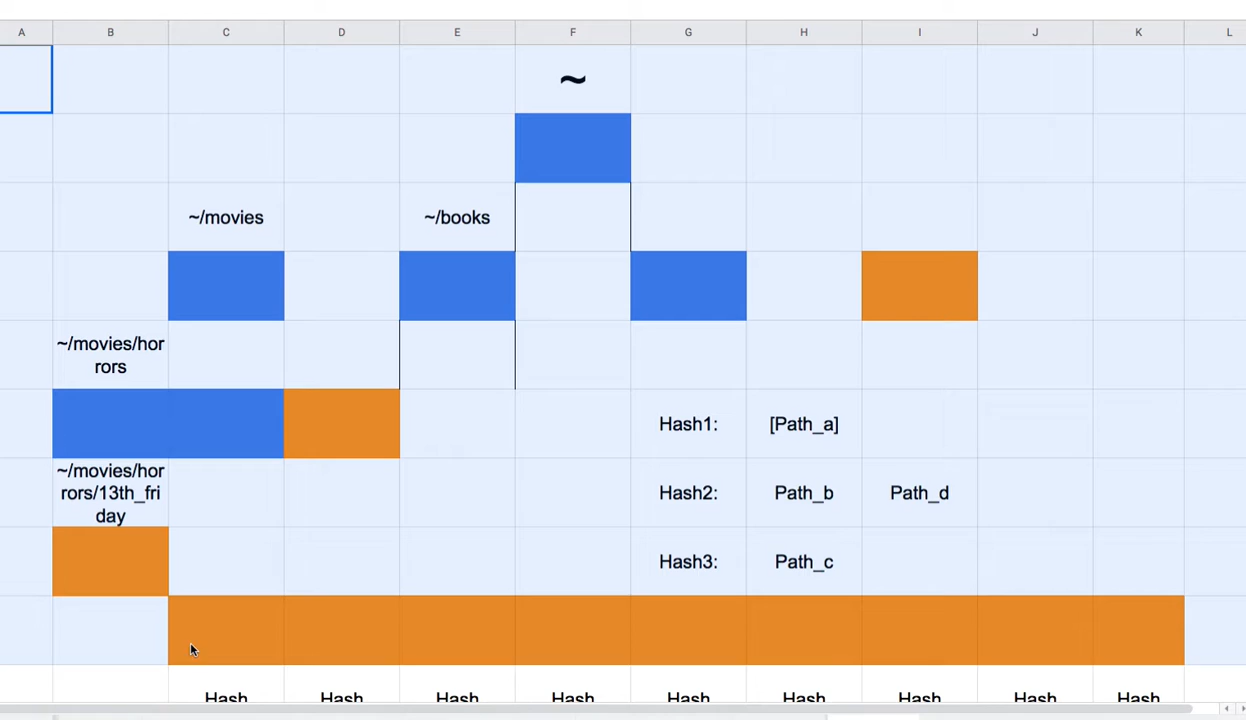 A B C D E F G H I J K L
~
~/movies ~/books
~/movies/hor
rors
Hash1: [Path_a]
~/movies/hor
rors/13th_fri
day
Hash2: Path_b Path_d
Hash3: Path_c
Hash Hash Hash Hash Hash Hash Hash Hash Hash